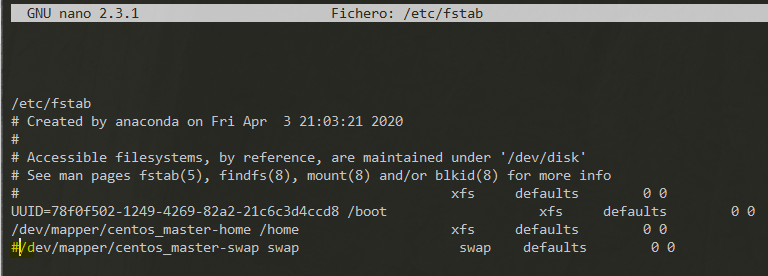 GNU nano 2.3.1 Fichero: /etc/fstab
/etc/fstab
# Created by anaconda on Fri Apr  3 21:03:21 2020
#
# Accessible filesystems, by reference, are maintained under '/dev/disk'
# See man pages fstab(5), findfs(8), mount(8) and/or blkid(8) for more info
# xfs defaults 0 0
UUID=78f0f502-1249-4269-82a2-21c6c3d4ccd8 /boot xfs defaults 0 0
/dev/mapper/centos_master-home /home xfs defaults 0 0
#/dev/mapper/centos_master-swap swap swap defaults 0 0